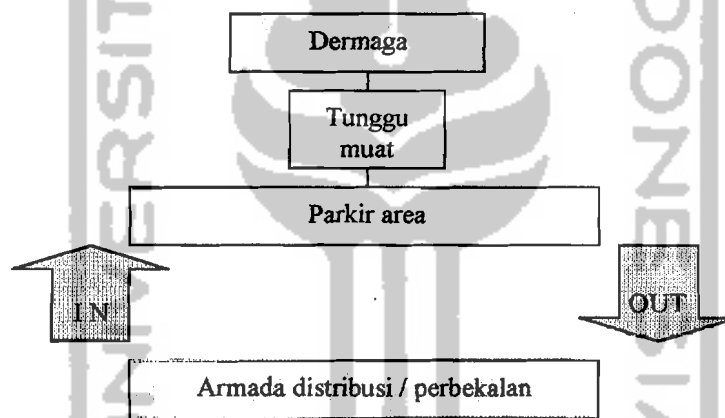 Dermaga
Tunggu
muat
Parkir area
IN
OUT
Armada distribusi / perbekalan